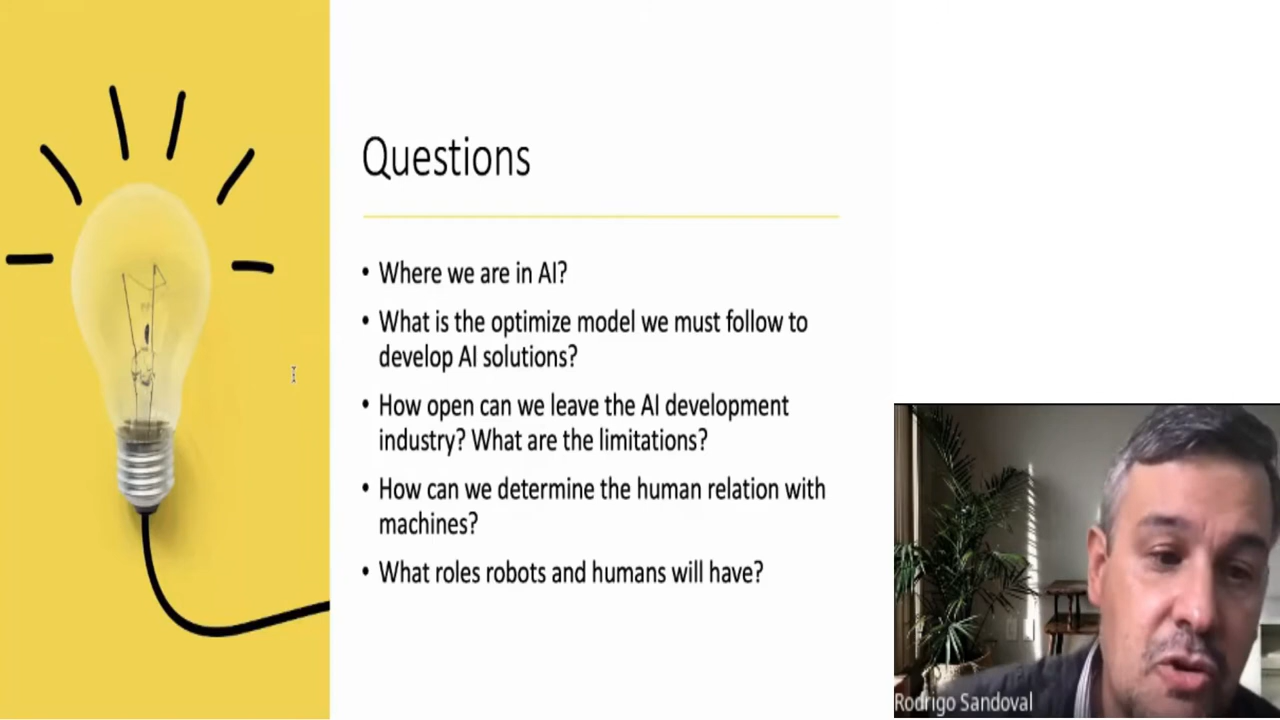 Questions
• Where we are in AI?
• What is the optimize model we must follow to
develop AI solutions?
• How open can we leave the AI development
industry? What are the limitations?
• How can we determine the human relation with
machines?
• What roles robots and humans will have?
Rodrigo Sandoval